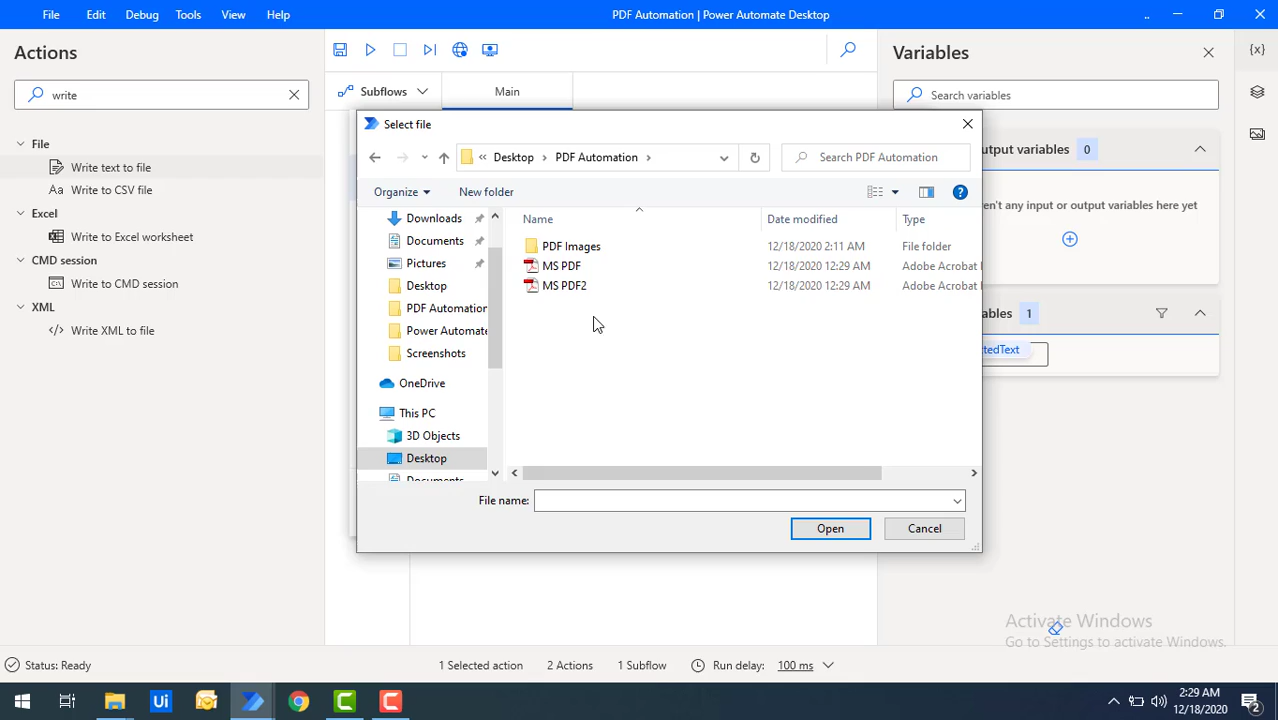 File Edit Debug Tools View Help PDF Automation | Power Automate Desktop
Actions
write
File
Write text to file
Write to CSV file
Excel
Write to Excel worksheet
CMD session
Write to CMD session
XML
Write XML to file
Subflows Main
Select file
Desktop PDF Automation
Search PDF Automation
Organize New folder
Downloads
Documents
Pictures
Desktop
PDF Automation
Power Automate
Screenshots
OneDrive
This PC
3D Objects
Desktop
Documents
Name Date modified Type
PDF Images 12/18/2020 2:11 AM File folder
MS PDF 12/18/2020 12:29 AM Adobe Acrobat
MS PDF2 12/18/2020 12:29 AM Adobe Acrobat
File name:
Open Cancel
Variables
{x}
Search variables
utput variables 0
en't any input or output variables here yet
ables 1
tedText
Activate Windows
Go to Settings to activate Windows.
Status: Ready 1 Selected action 2 Actions 1 Subflow Run delay: 100 ms
Ui
2:29 AM
12/18/2020
2